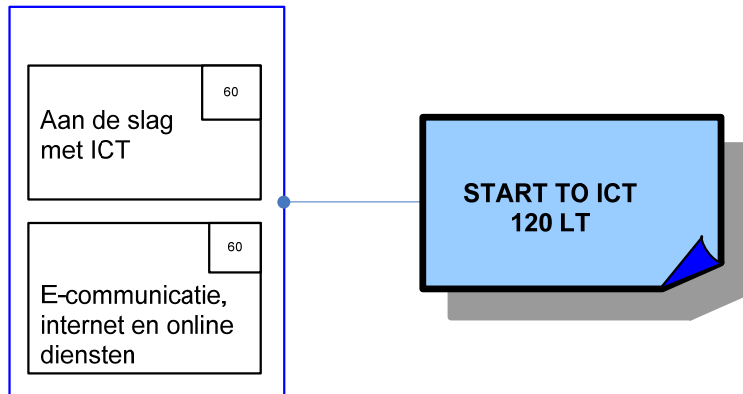 60
Aan de slag
met ICT
60
E-communicatie,
internet en online
diensten
START TO ICT
120 LT